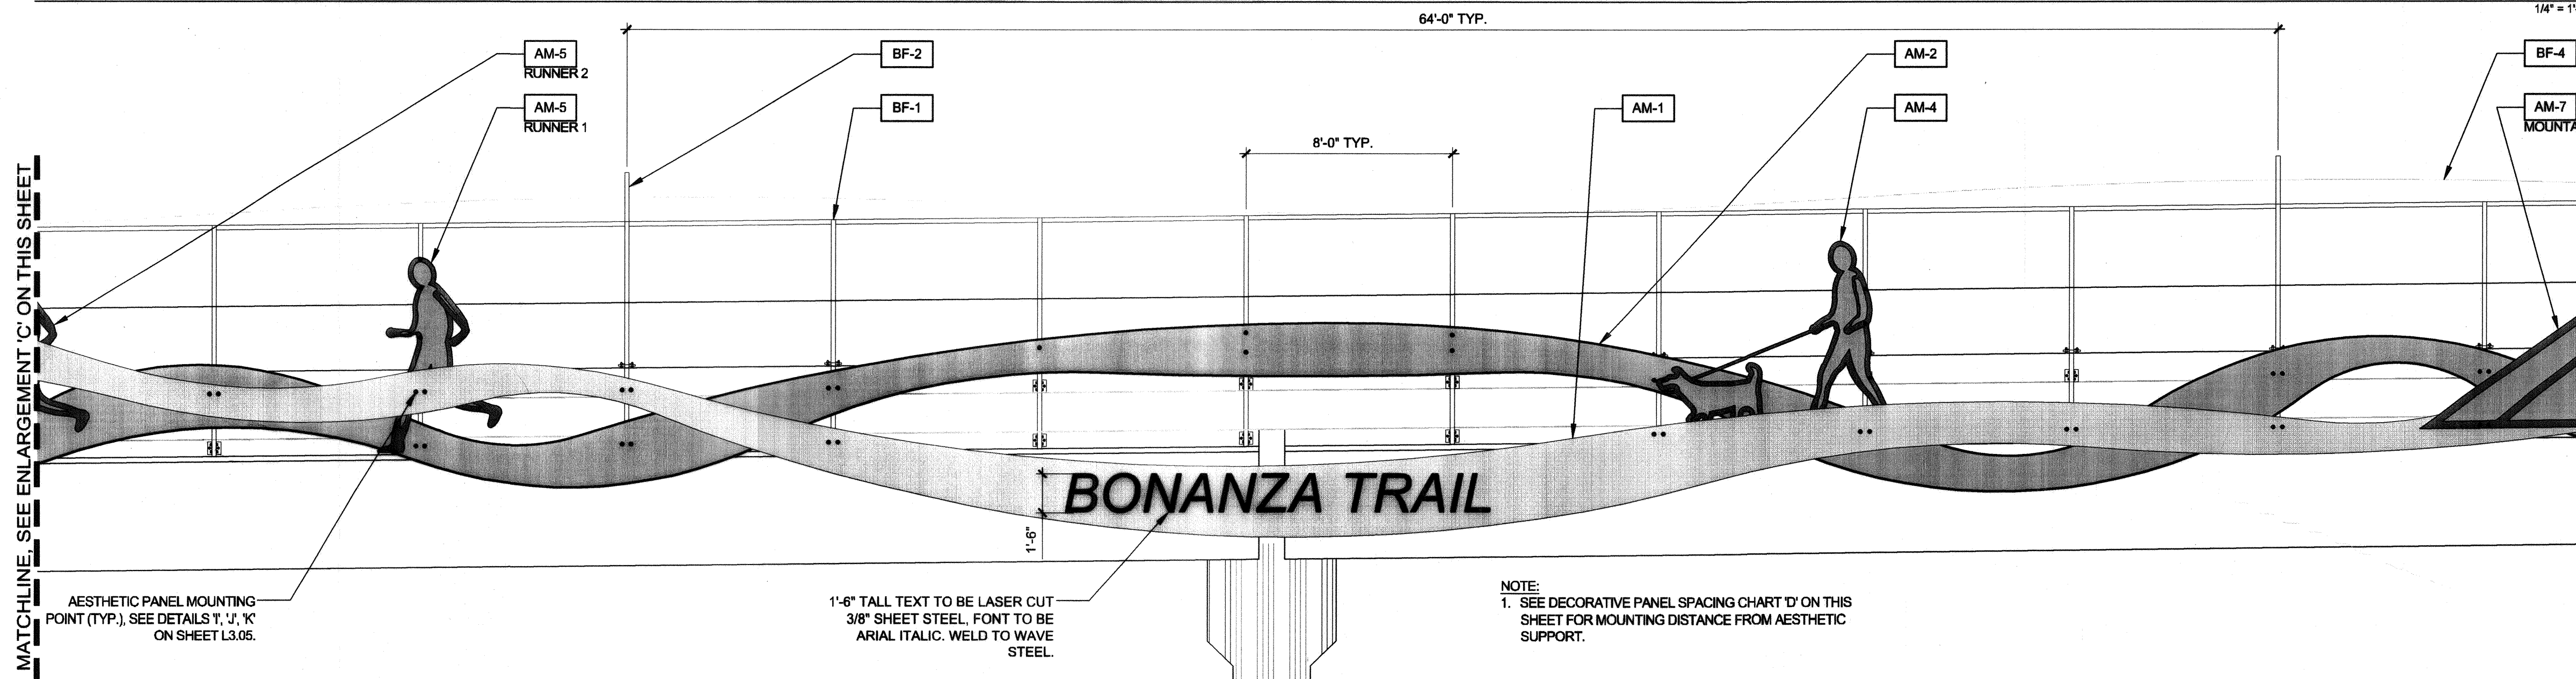 64'-0" TYP.
1/4" = 1'
AM-5
RUNNER 2
AM-5
RUNNER 1
BF-2
BF-1
8'-0" TYP.
AM-1
AM-2
AM-4
BF-4
AM-7
MOUNTA
MATCHLINE, SEE ENLARGEMENT 'C' ON THIS SHEET
BONANZA TRAIL
1'-6"
AESTHETIC PANEL MOUNTING
POINT (TYP.), SEE DETAILS 'I', 'J', 'K'
ON SHEET L3.05.
1'-6" TALL TEXT TO BE LASER CUT
3/8" SHEET STEEL, FONT TO BE
ARIAL ITALIC. WELD TO WAVE
STEEL.
NOTE:
1. SEE DECORATIVE PANEL SPACING CHART 'D' ON THIS
SHEET FOR MOUNTING DISTANCE FROM AESTHETIC
SUPPORT.